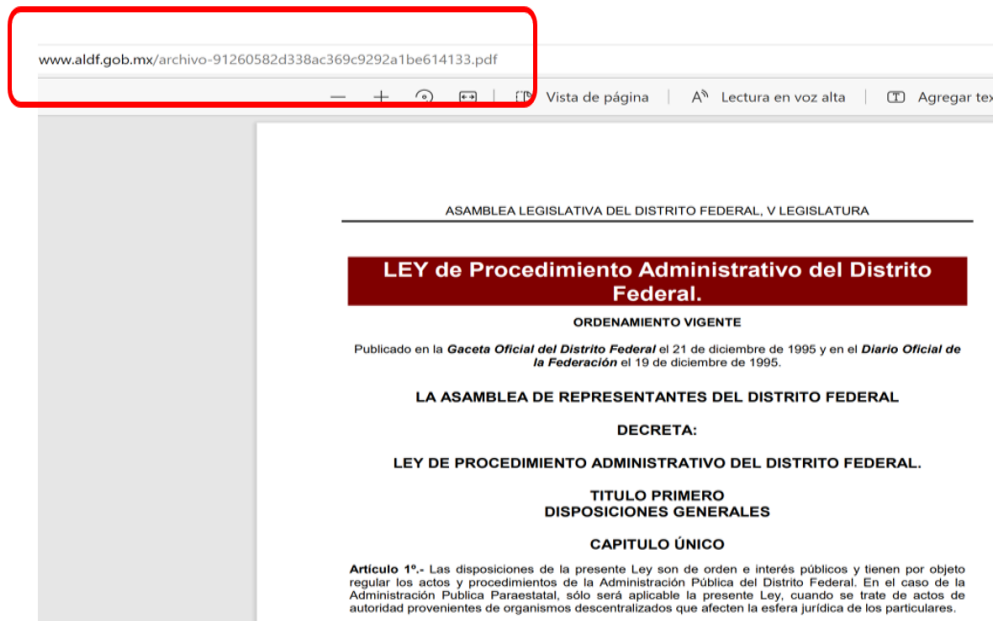 www.aldf.gob.mx/archivo-91260582d338ac369c9292a1be614133.pdf
Vista de página | A Lectura en voz alta | Agregar tex
ASAMBLEA LEGISLATIVA DEL DISTRITO FEDERAL, V LEGISLATURA
LEY de Procedimiento Administrativo del Distrito
Federal.
ORDENAMIENTO VIGENTE
Publicado en la Gaceta Oficial del Distrito Federal el 21 de diciembre de 1995 y en el Diario Oficial de
la Federación el 19 de diciembre de 1995.
LA ASAMBLEA DE REPRESENTANTES DEL DISTRITO FEDERAL
DECRETA:
LEY DE PROCEDIMIENTO ADMINISTRATIVO DEL DISTRITO FEDERAL.
TITULO PRIMERO
DISPOSICIONES GENERALES
CAPITULO ÚNICO
Artículo 1º.- Las disposiciones de la presente Ley son de orden e interés públicos y tienen por objeto
regular los actos y procedimientos de la Administración Pública del Distrito Federal. En el caso de la
Administración Publica Paraestatal, sólo será aplicable la presente Ley, cuando se trate de actos de
autoridad provenientes de organismos descentralizados que afecten la esfera jurídica de los particulares.